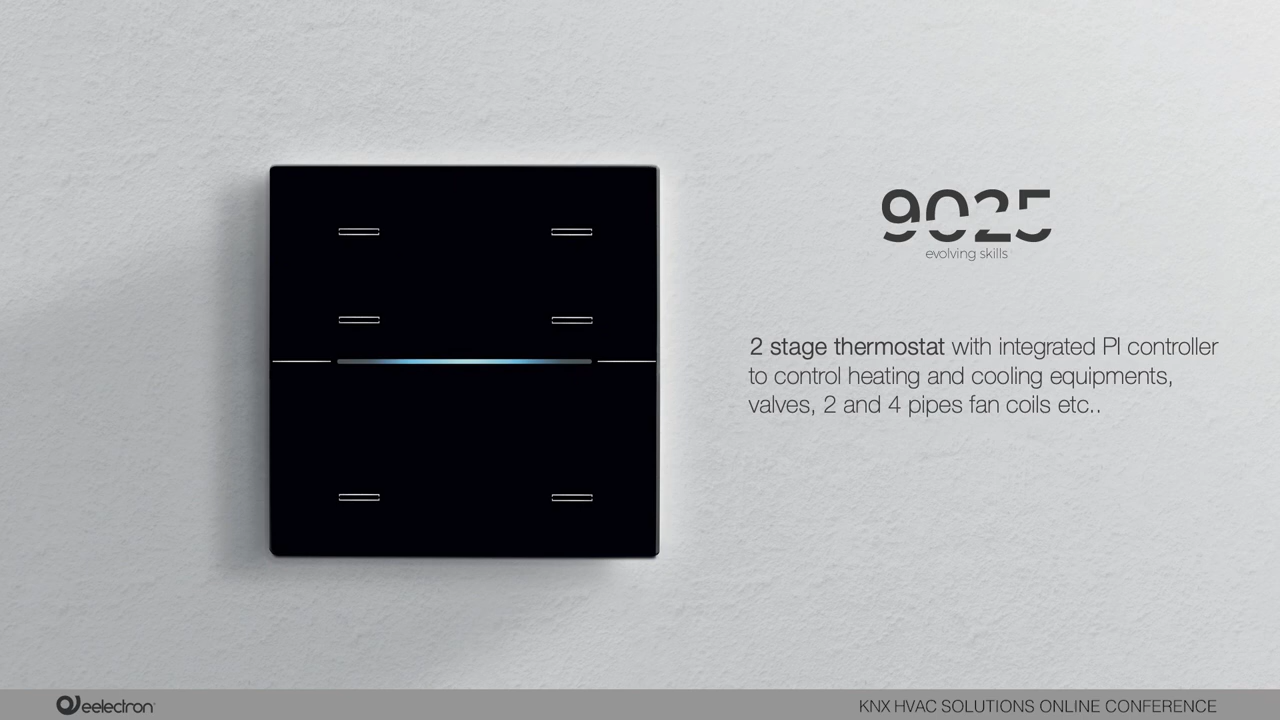 9025
evolving skills
2 stage thermostat with integrated PI controller
to control heating and cooling equipments,
valves, 2 and 4 pipes fan coils etc..
eelectron
KNX HVAC SOLUTIONS ONLINE CONFERENCE